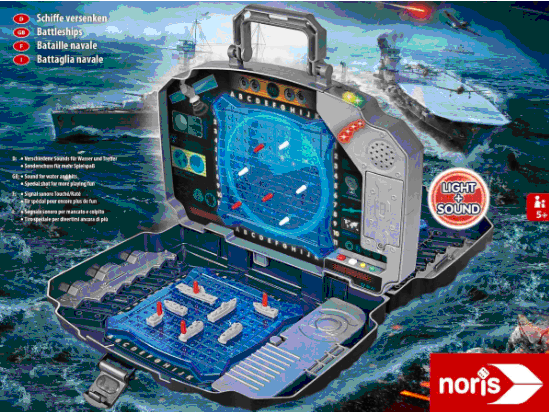 D Schiffe versenken
GB Battleships
F Bataille navale
I Battaglia navale
A B C D E F G H I J
D: • Verschiedene Sounds für Wasser und Treffer
• Sonderschuss für mehr Spielspaß
GB: • Sound for water and hits
• Special shot for more playing fun
F: • Signal sonore Touché/Raté
• Tir spécial pour encore plus de fun
I: • Segnale sonoro per mancato e colpito
• Tiro speciale per divertirsi ancora di più
LIGHT
+
SOUND
5+
A B C D E F G H I J
A B C D E F G H I J
noris